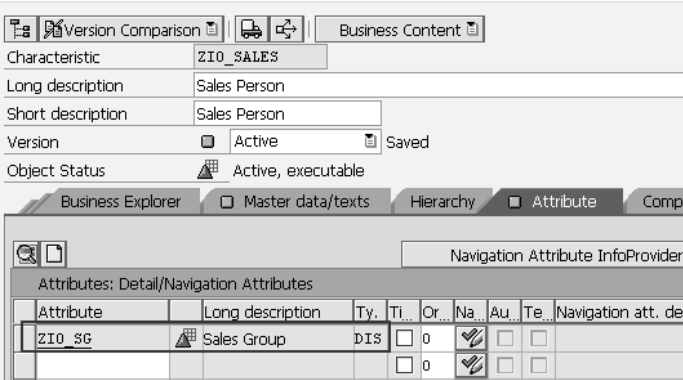 Version Comparison Business Content
Characteristic ZIO_SALES
Long description Sales Person
Short description Sales Person
Version Active Saved
Object Status Active, executable
Business Explorer Master data/texts Hierarchy Attribute Comp
Navigation Attribute InfoProvider
Attributes: Detail/Navigation Attributes
Attribute Long description Ty. Ti... Or... Na... Au... Te... Navigation att. de
ZIO_SG Sales Group DIS 0
0